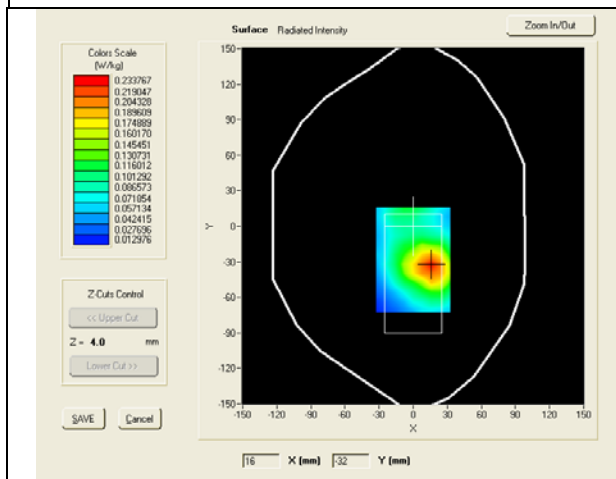 Surface Radiated Intensity
Zoom In/Out
Colors Scale
(W/kg)
0.233767
0.219047
0.204328
0.189609
0.174889
0.160170
0.145451
0.130731
0.116012
0.101292
0.086573
0.071854
0.057134
0.042415
0.027696
0.012976
Z-Cuts Control
<< Upper Cut
Z = 4.0 mm
Lower Cut >>
SAVE Cancel
150
120
90
60
30
0
-30
-60
-90
-120
-150
Y
-150 -120 -90 -60 -30 0 30 60 90 120 150
X
16 X (mm) -32 Y (mm)